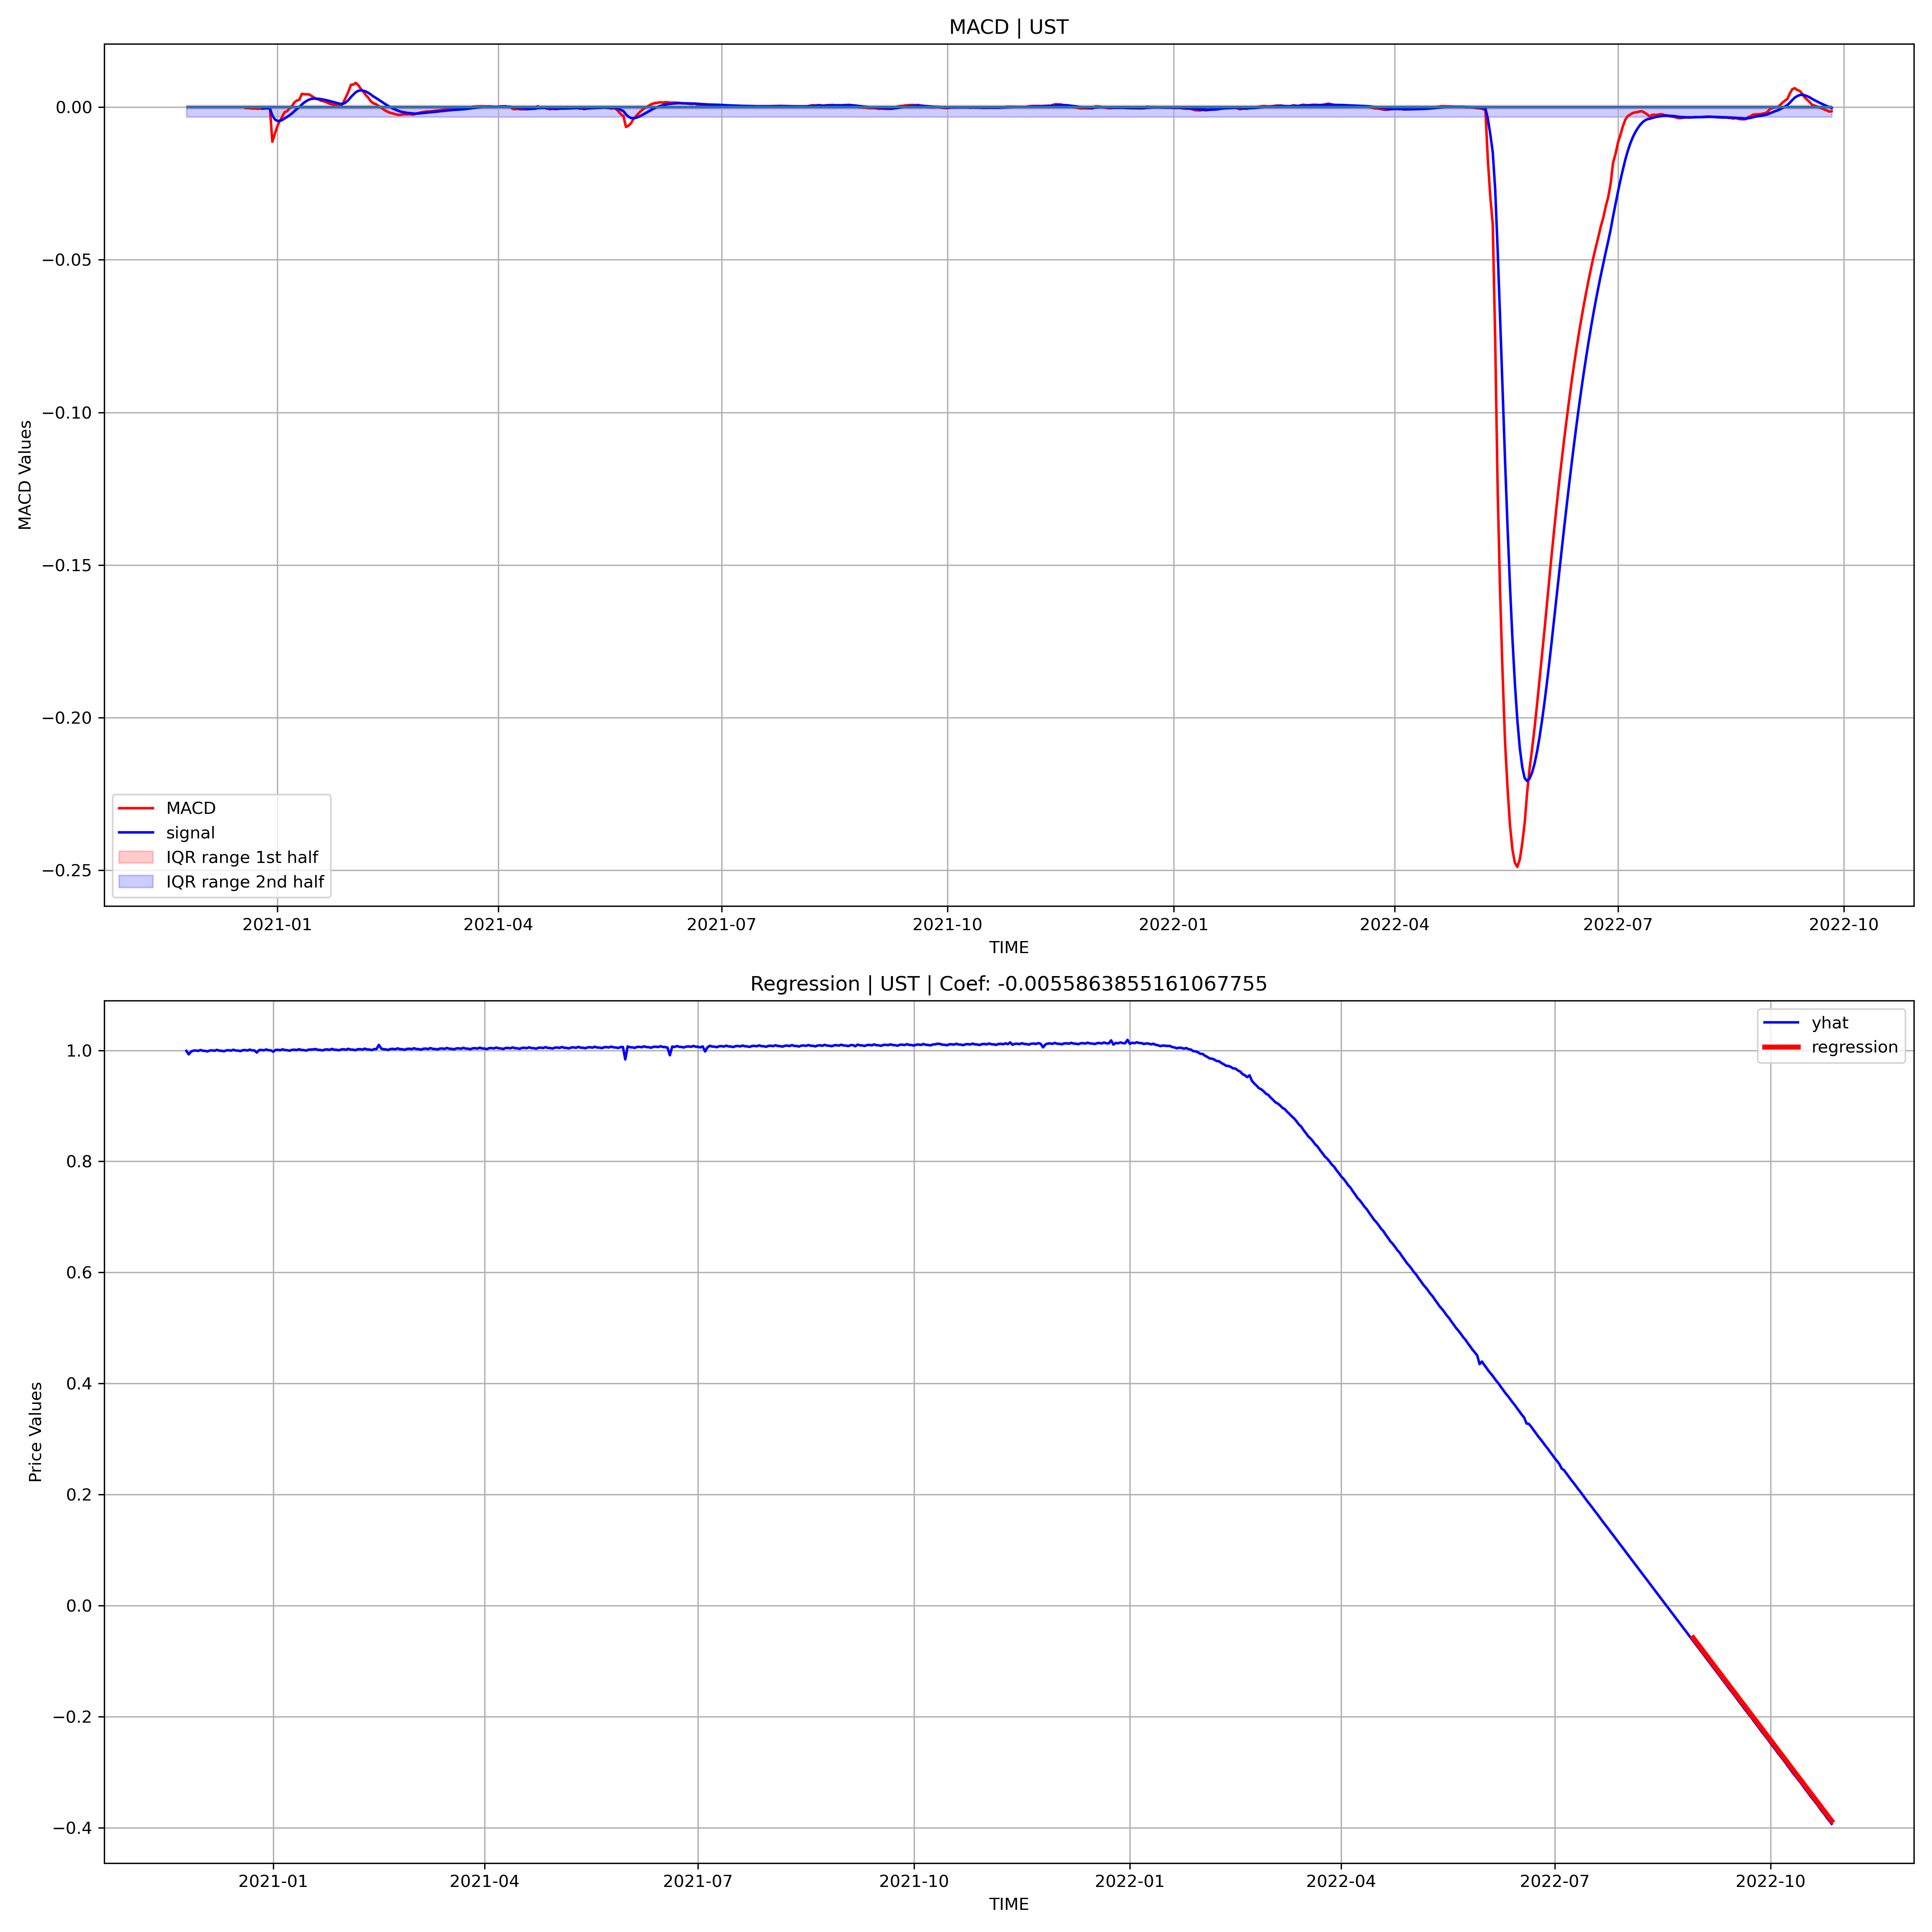 MACD | UST
0.00
−0.05
−0.10
−0.15
−0.20
−0.25
MACD Values
MACD
signal
IQR range 1st half
IQR range 2nd half
2021-01 2021-04 2021-07 2021-10 2022-01 2022-04 2022-07 2022-10
TIME
Regression | UST | Coef: -0.0055863855161067755
1.0
0.8
0.6
0.4
0.2
0.0
−0.2
−0.4
Price Values
yhat
regression
2021-01 2021-04 2021-07 2021-10 2022-01 2022-04 2022-07 2022-10
TIME